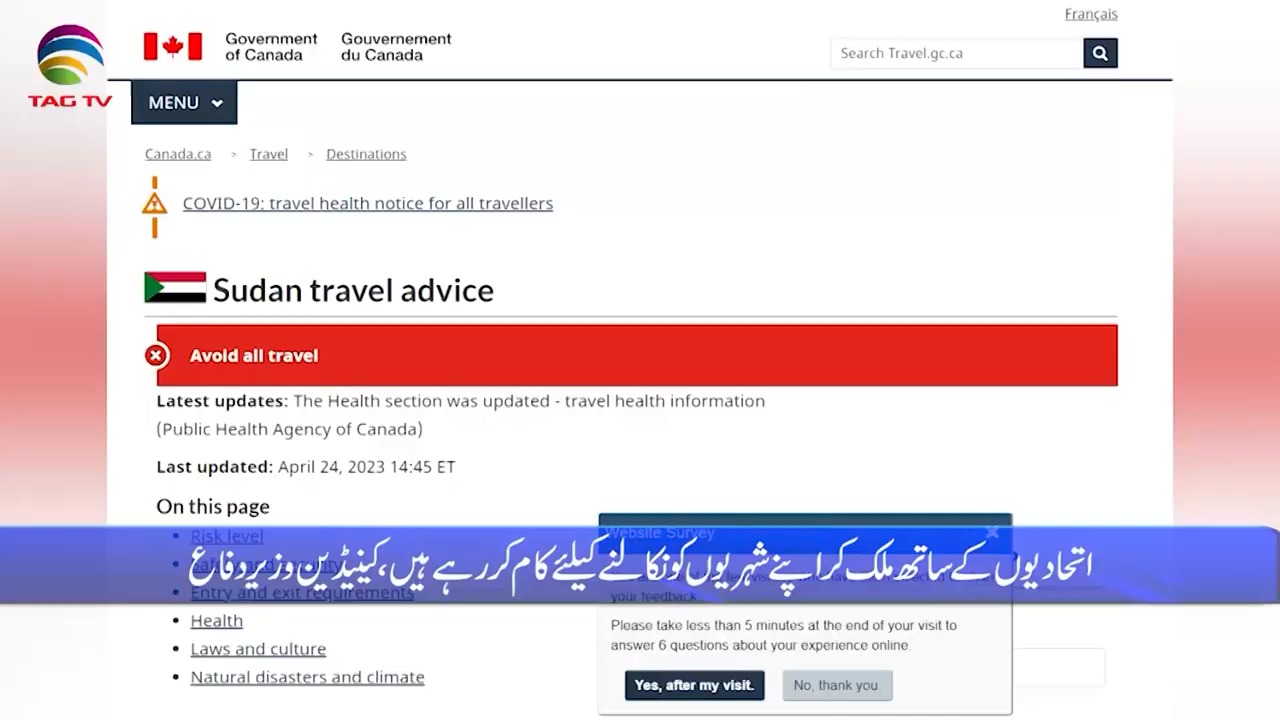 Français
Government
of Canada
Gouvernement
du Canada
Search Travel.gc.ca
TAG TV
MENU
Canada.ca > Travel > Destinations
COVID-19: travel health notice for all travellers
Sudan travel advice
Avoid all travel
Latest updates: The Health section was updated - travel health information
(Public Health Agency of Canada)
Last updated: April 24, 2023 14:45 ET
On this page
Risk level
Website Survey
اتحادیوں کے ساتھ ملک کر اپنے شہریوں کو نکالنے کیلئے کام کر رہے ہیں، کینیڈین وزیر دفاع
Entry and exit requirements
your feedback.
Health
Laws and culture
Natural disasters and climate
Please take less than 5 minutes at the end of your visit to
answer 6 questions about your experience online.
Yes, after my visit.
No, thank you.